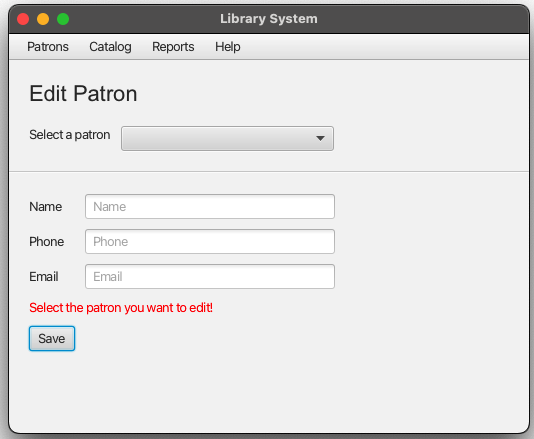 Library System
Patrons Catalog Reports Help
Edit Patron
Select a patron
Name Name
Phone Phone
Email Email
Select the patron you want to edit!
Save